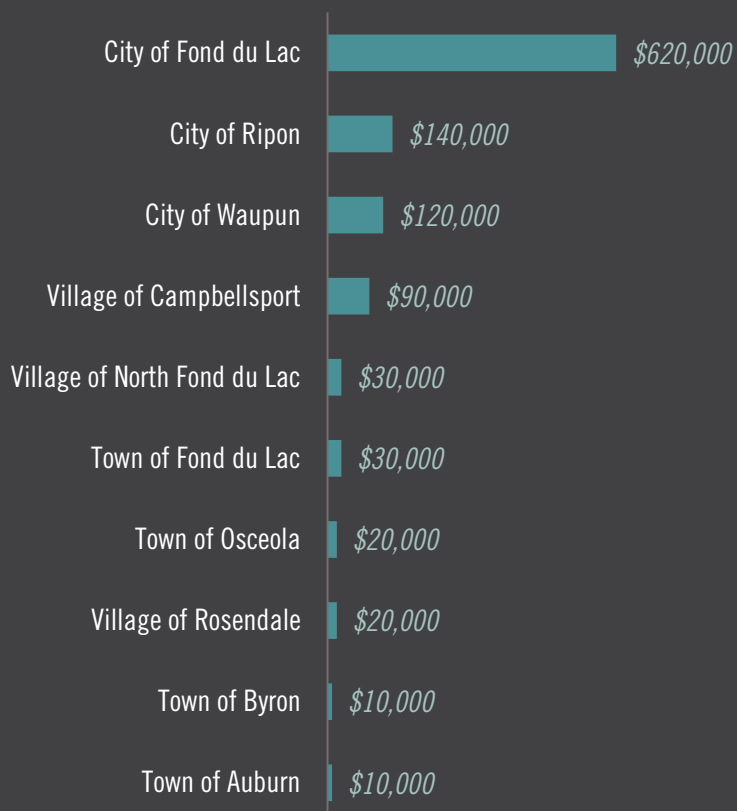 City of Fond du Lac $620,000
City of Ripon $140,000
City of Waupun $120,000
Village of Campbellsport $90,000
Village of North Fond du Lac $30,000
Town of Fond du Lac $30,000
Town of Osceola $20,000
Village of Rosendale $20,000
Town of Byron $10,000
Town of Auburn $10,000